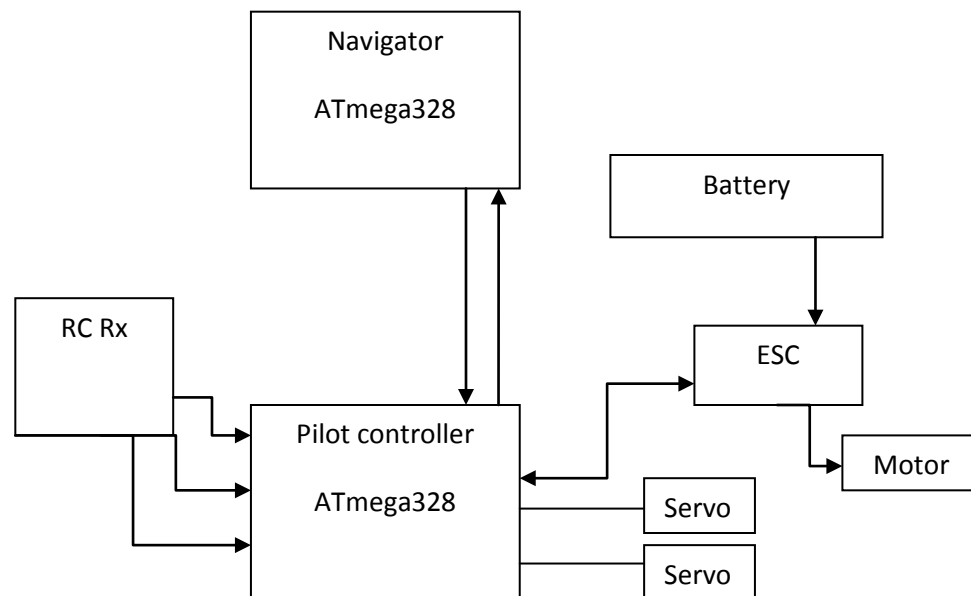 Navigator
ATmega328
Battery
RC Rx
ESC
Pilot controller
ATmega328
Motor
Servo
Servo